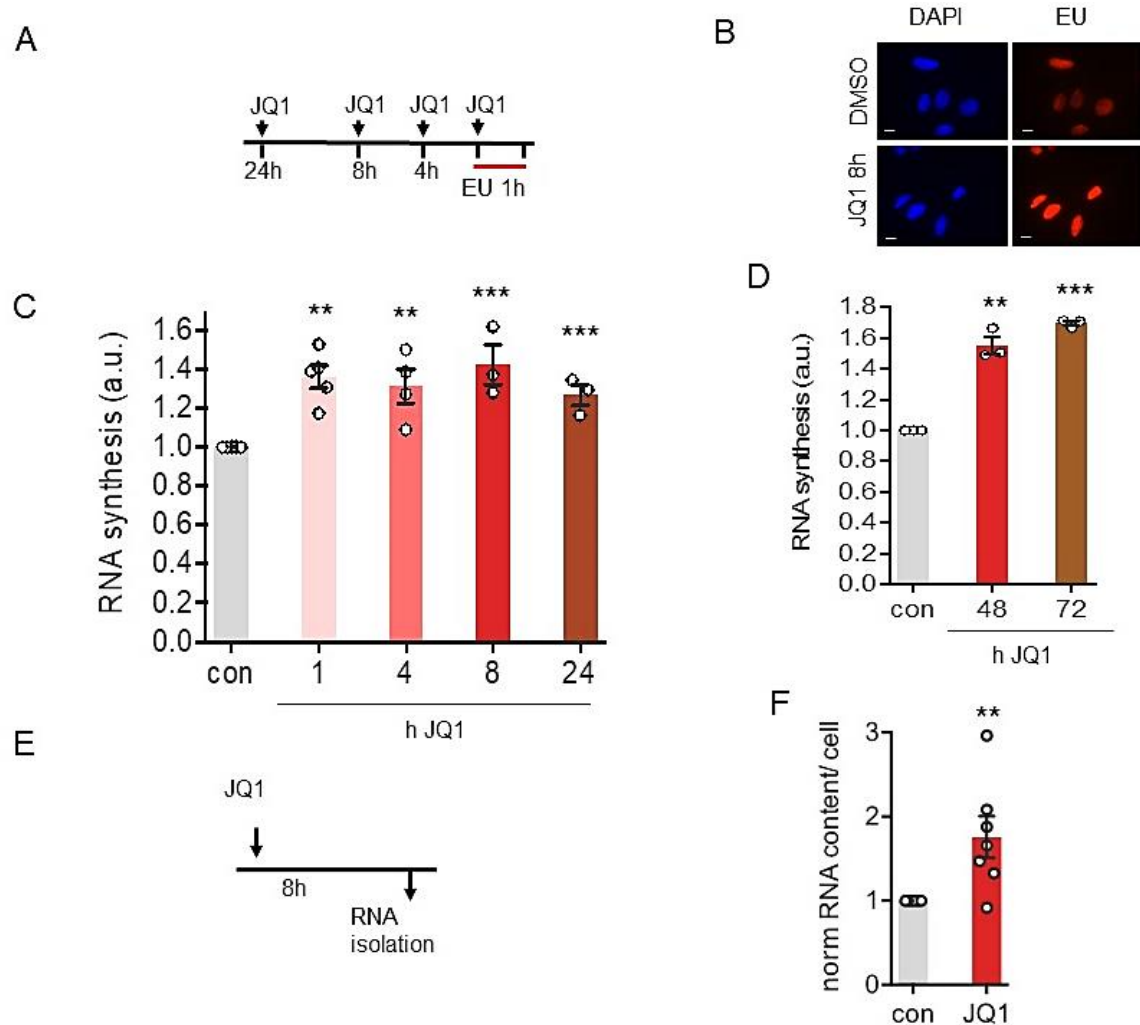 A
JQ1 JQ1 JQ1 JQ1
24h 8h 4h
EU 1h
B
DAPI EU
DMSO
JQ1 8h
C
RNA synthesis (a.u.)
1.6
1.4
1.2
1.0
0.8
0.6
0.4
0.2
0.0
** ** *** ***
con 1 4 8 24
h JQ1
D
RNA synthesis (a.u.)
1.8
1.6
1.4
1.2
1.0
0.8
0.6
0.4
0.2
0.0
** ***
con 48 72
h JQ1
E
JQ1
8h
RNA
isolation
F
norm RNA content/ cell
3
2
1
0
**
con JQ1